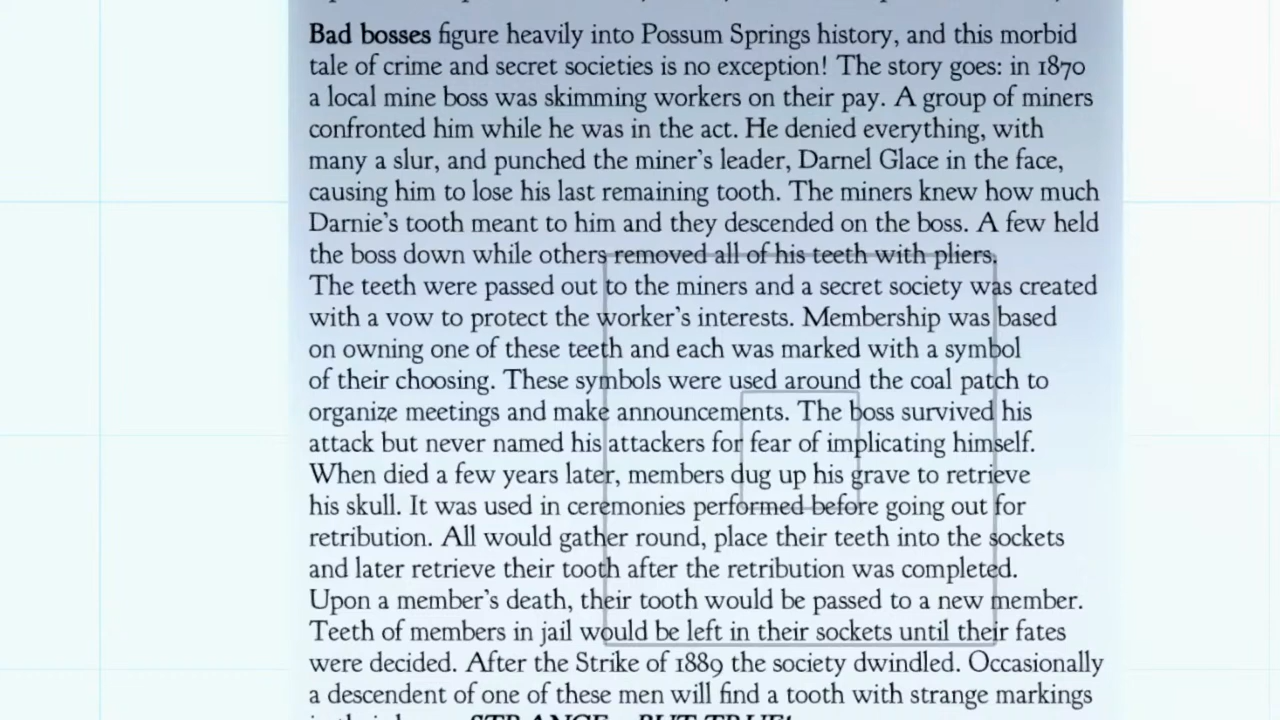 Bad bosses figure heavily into Possum Springs history, and this morbid
tale of crime and secret societies is no exception! The story goes: in 1870
a local mine boss was skimming workers on their pay. A group of miners
confronted him while he was in the act. He denied everything, with
many a slur, and punched the miner's leader, Darnel Glace in the face,
causing him to lose his last remaining tooth. The miners knew how much
Darnie's tooth meant to him and they descended on the boss. A few held
the boss down while others removed all of his teeth with pliers.
The teeth were passed out to the miners and a secret society was created
with a vow to protect the worker's interests. Membership was based
on owning one of these teeth and each was marked with a symbol
of their choosing. These symbols were used around the coal patch to
organize meetings and make announcements. The boss survived his
attack but never named his attackers for fear of implicating himself.
When died a few years later, members dug up his grave to retrieve
his skull. It was used in ceremonies performed before going out for
retribution. All would gather round, place their teeth into the sockets
and later retrieve their tooth after the retribution was completed.
Upon a member's death, their tooth would be passed to a new member.
Teeth of members in jail would be left in their sockets until their fates
were decided. After the Strike of 1889 the society dwindled. Occasionally
a descendent of one of these men will find a tooth with strange markings
STRANGE BUT TRUE!